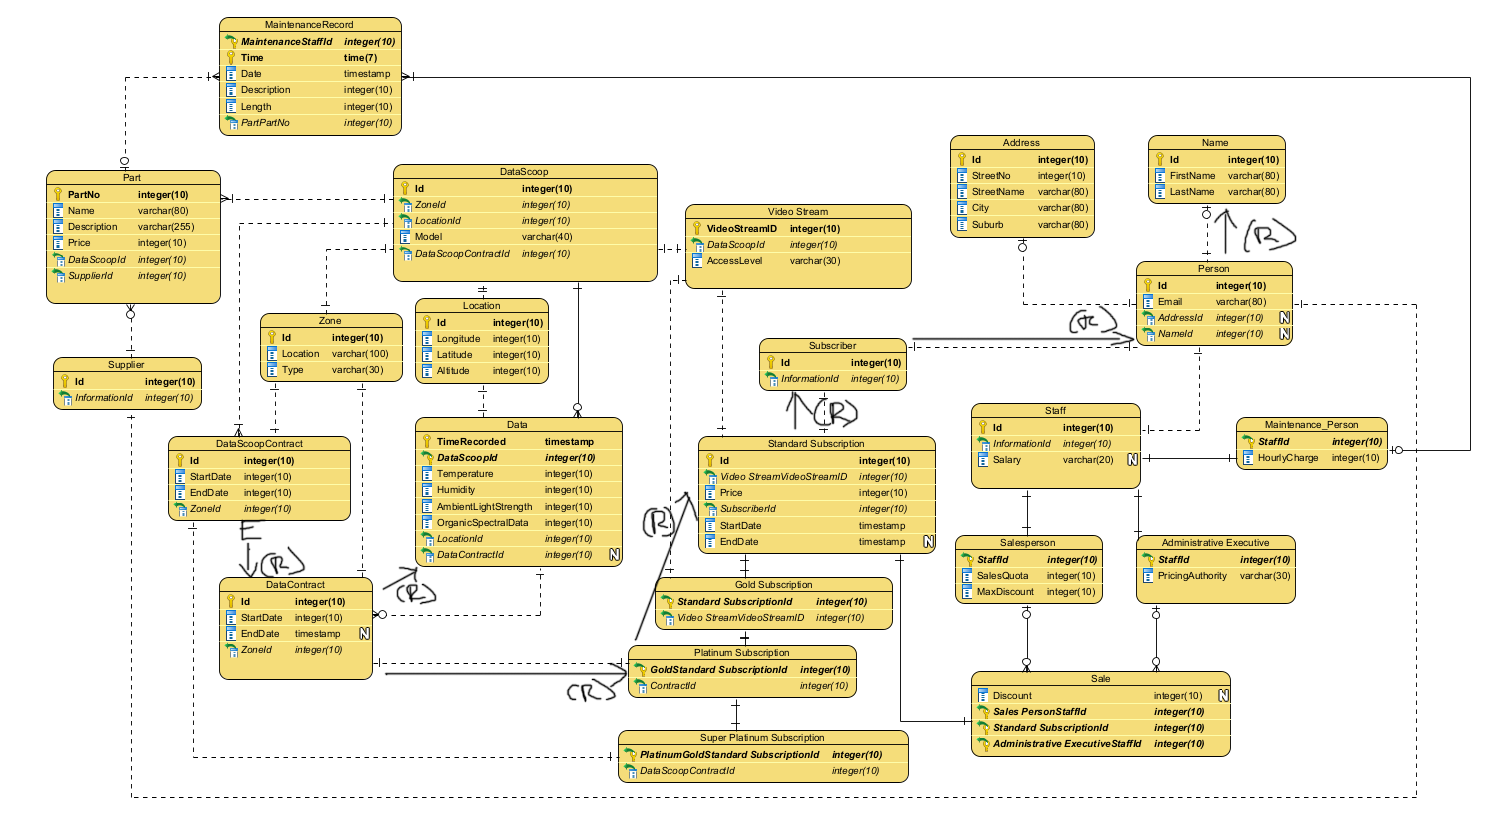 MaintenanceRecord
MaintenanceStaffId integer(10)
Time time(7)
Date timestamp
Description integer(10)
Length integer(10)
PartPartNo integer(10)
Part
PartNo integer(10)
Name varchar(80)
Description varchar(255)
Price integer(10)
DataScoopId integer(10)
SupplierId integer(10)
DataScoop
Id integer(10)
ZoneId integer(10)
LocationId integer(10)
Model varchar(40)
DataScoopContractId integer(10)
Video Stream
VideoStreamID integer(10)
DataScoopId integer(10)
AccessLevel varchar(30)
Address
Id integer(10)
StreetNo integer(10)
StreetName varchar(80)
City varchar(80)
Suburb varchar(80)
Name
Id integer(10)
FirstName varchar(80)
LastName varchar(80)
(R)
Person
Id integer(10)
Email varchar(80)
AddressId integer(10) N
NameId integer(10) N
(R)
Zone
Id integer(10)
Location varchar(100)
Type varchar(30)
Location
Id integer(10)
Longitude integer(10)
Latitude integer(10)
Altitude integer(10)
Subscriber
Id integer(10)
InformationId integer(10)
(R)
Supplier
Id integer(10)
InformationId integer(10)
DataScoopContract
Id integer(10)
StartDate integer(10)
EndDate integer(10)
ZoneId integer(10)
E
(R)
Data
TimeRecorded timestamp
DataScoopId integer(10)
Temperature integer(10)
Humidity integer(10)
AmbientLightStrength integer(10)
OrganicSpectralData integer(10)
LocationId integer(10)
DataContractId integer(10) N
(R)
Standard Subscription
Id integer(10)
Video StreamVideoStreamID integer(10)
Price integer(10)
SubscriberId integer(10)
StartDate timestamp
EndDate timestamp N
(R)
Staff
Id integer(10)
InformationId integer(10)
Salary varchar(20) N
Maintenance_Person
StaffId integer(10)
HourlyCharge integer(10)
Salesperson
StaffId integer(10)
SalesQuota integer(10)
MaxDiscount integer(10)
Administrative Executive
StaffId integer(10)
PricingAuthority varchar(30)
DataContract
Id integer(10)
StartDate integer(10)
EndDate timestamp N
ZoneId integer(10)
(R)
Gold Subscription
Standard SubscriptionId integer(10)
Video StreamVideoStreamID integer(10)
Platinum Subscription
GoldStandard SubscriptionId integer(10)
ContractId integer(10)
Super Platinum Subscription
PlatinumGoldStandard SubscriptionId integer(10)
DataScoopContractId integer(10)
Sale
Discount integer(10) N
Sales PersonStaffId integer(10)
Standard SubscriptionId integer(10)
Administrative ExecutiveStaffId integer(10)